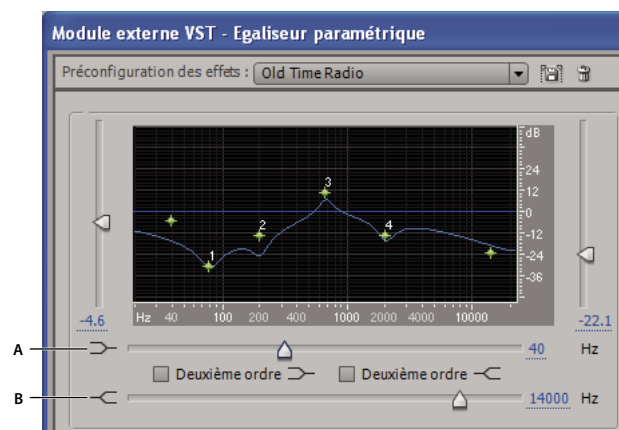 Module externe VST - Egaliseur paramétrique
Préconfiguration des effets : Old Time Radio
dB
24
12
0
-12
-24
-36
1
2
3
4
Hz 40 100 200 400 1000 2000 4000 10000
-4.6 -22.1
A 40 Hz
Deuxième ordre Deuxième ordre
B 14000 Hz